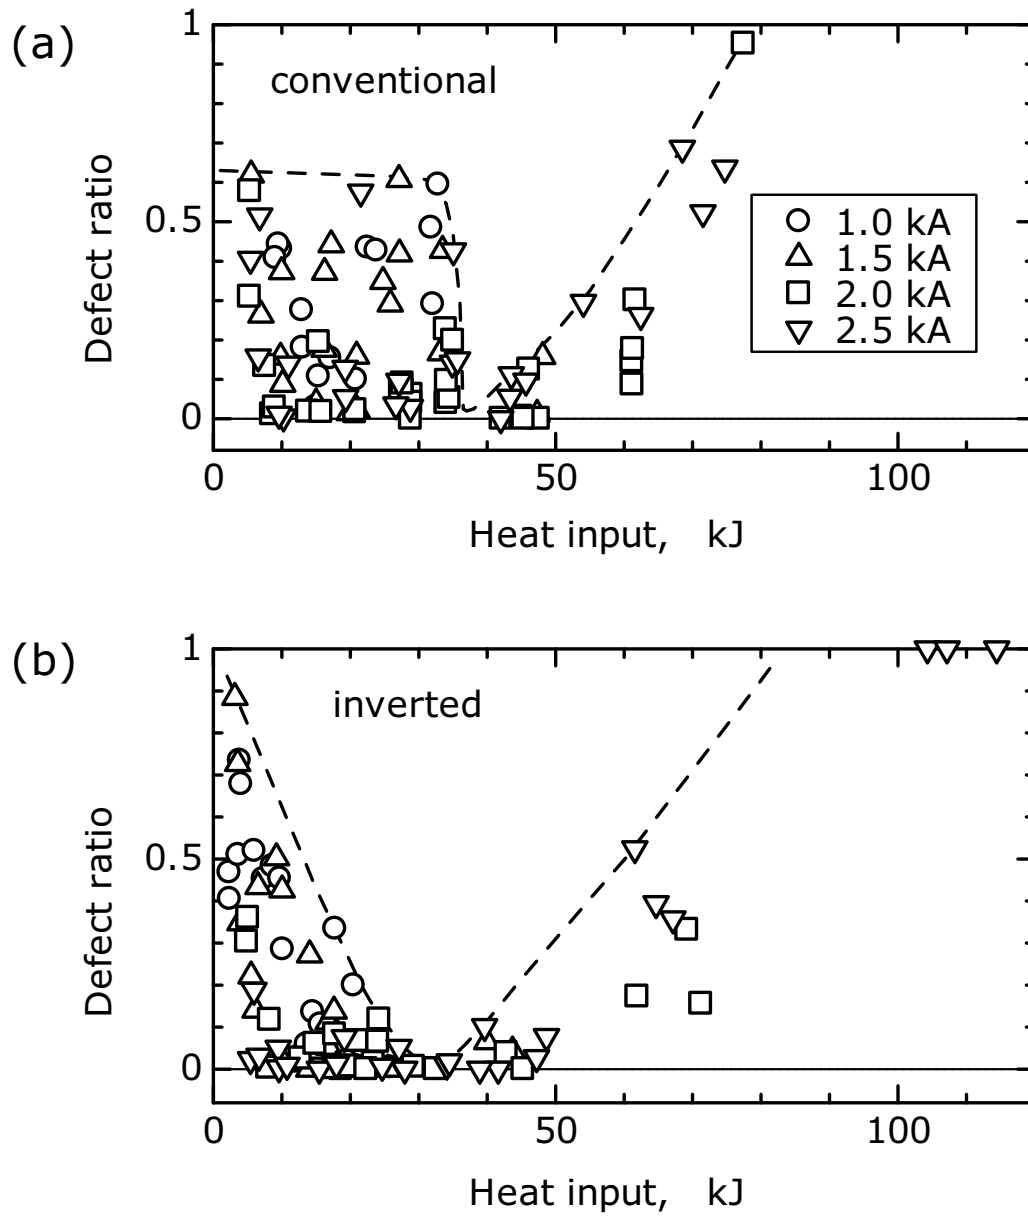 (a)
conventional
1
0.5
0
Defect ratio
1.0 kA
1.5 kA
2.0 kA
2.5 kA
0 50 100
Heat input, kJ
(b)
inverted
1
0.5
0
Defect ratio
0 50 100
Heat input, kJ